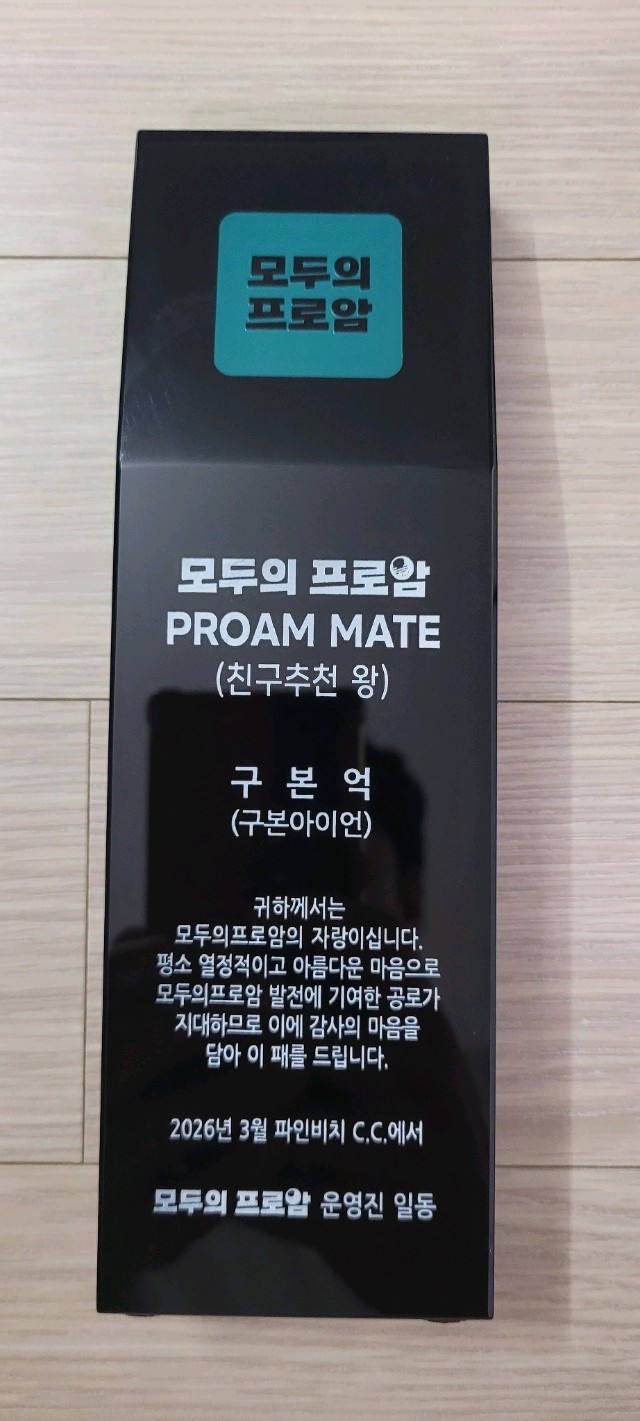 모두의
프로암
모두의 프로암
PROAM MATE
(친구추천 왕)
구 본 억
(구본아이언)
귀하께서는
모두의프로암의 자랑이십니다.
평소 열정적이고 아름다운 마음으로
모두의프로암 발전에 기여한 공로가
지대하므로 이에 감사의 마음을
담아 이 패를 드립니다.
2026년 3월 파인비치 C.C.에서
모두의 프로암 운영진 일동